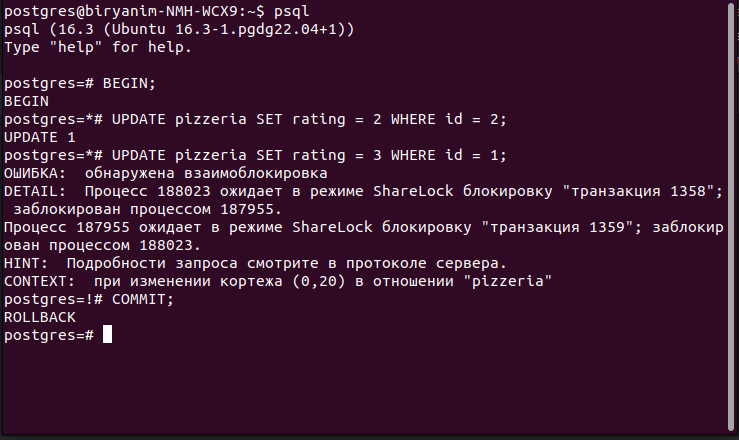 postgres@biryanim-NMH-WCX9:~$ psql
psql (16.3 (Ubuntu 16.3-1.pgdg22.04+1))
Type "help" for help.

postgres=# BEGIN;
BEGIN
postgres=*# UPDATE pizzeria SET rating = 2 WHERE id = 2;
UPDATE 1
postgres=*# UPDATE pizzeria SET rating = 3 WHERE id = 1;
ОШИБКА:  обнаружена взаимоблокировка
DETAIL:  Процесс 188023 ожидает в режиме ShareLock блокировку "транзакция 1358";
 заблокирован процессом 187955.
Процесс 187955 ожидает в режиме ShareLock блокировку "транзакция 1359"; заблокир
ован процессом 188023.
HINT:  Подробности запроса смотрите в протоколе сервера.
CONTEXT:  при изменении кортежа (0,20) в отношении "pizzeria"
postgres=!# COMMIT;
ROLLBACK
postgres=#